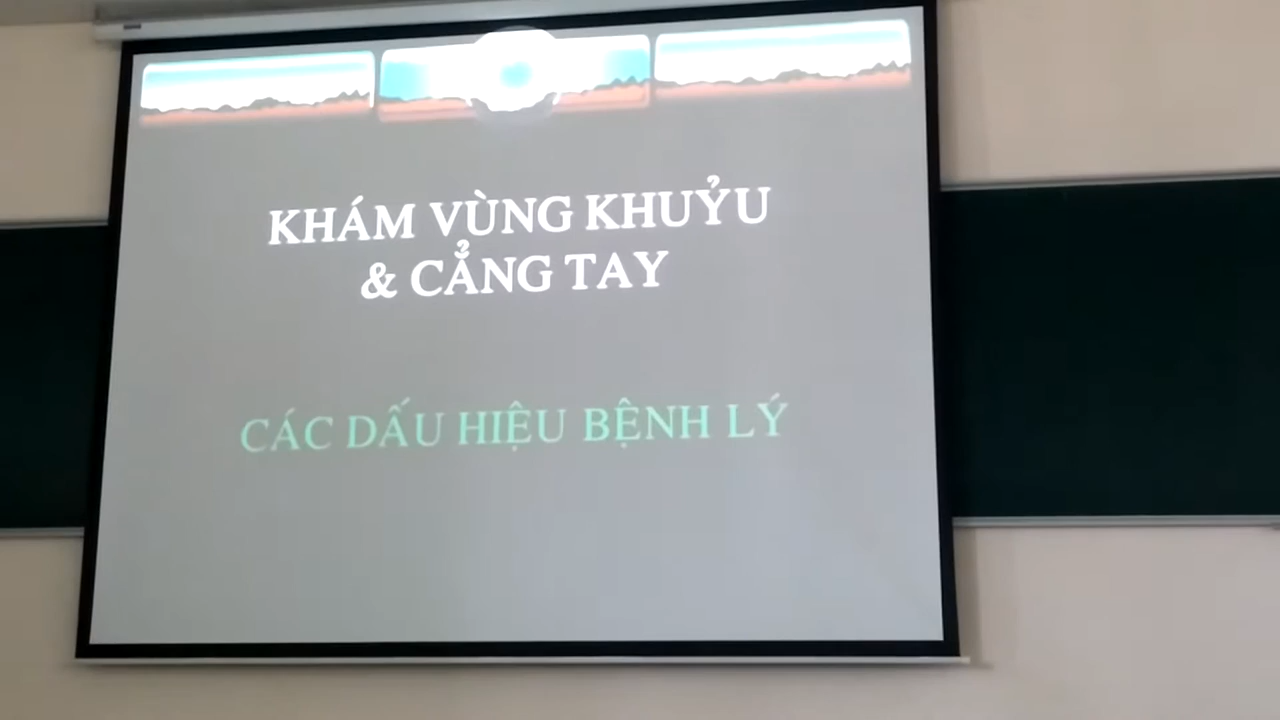 KHÁM VÙNG KHUỶU
& CẲNG TAY
CÁC DẤU HIỆU BỆNH LÝ